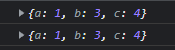 ▶{a: 1, b: 3, c: 4}
▶{a: 1, b: 3, c: 4}